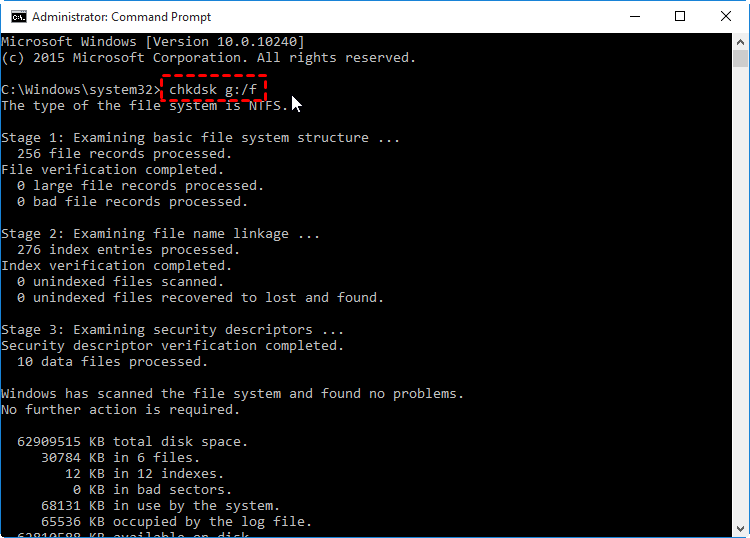 Administrator: Command Prompt
Microsoft Windows [Version 10.0.10240]
(c) 2015 Microsoft Corporation. All rights reserved.
C:\Windows\system32> chkdsk g:/f
The type of the file system is NTFS.
Stage 1: Examining basic file system structure ...
256 file records processed.
File verification completed.
0 large file records processed.
0 bad file records processed.
Stage 2: Examining file name linkage ...
276 index entries processed.
Index verification completed.
0 unindexed files scanned.
0 unindexed files recovered to lost and found.
Stage 3: Examining security descriptors ...
Security descriptor verification completed.
10 data files processed.
Windows has scanned the file system and found no problems.
No further action is required.
62909515 KB total disk space.
30784 KB in 6 files.
12 KB in 12 indexes.
0 KB in bad sectors.
68131 KB in use by the system.
65536 KB occupied by the log file.
KB available on disk